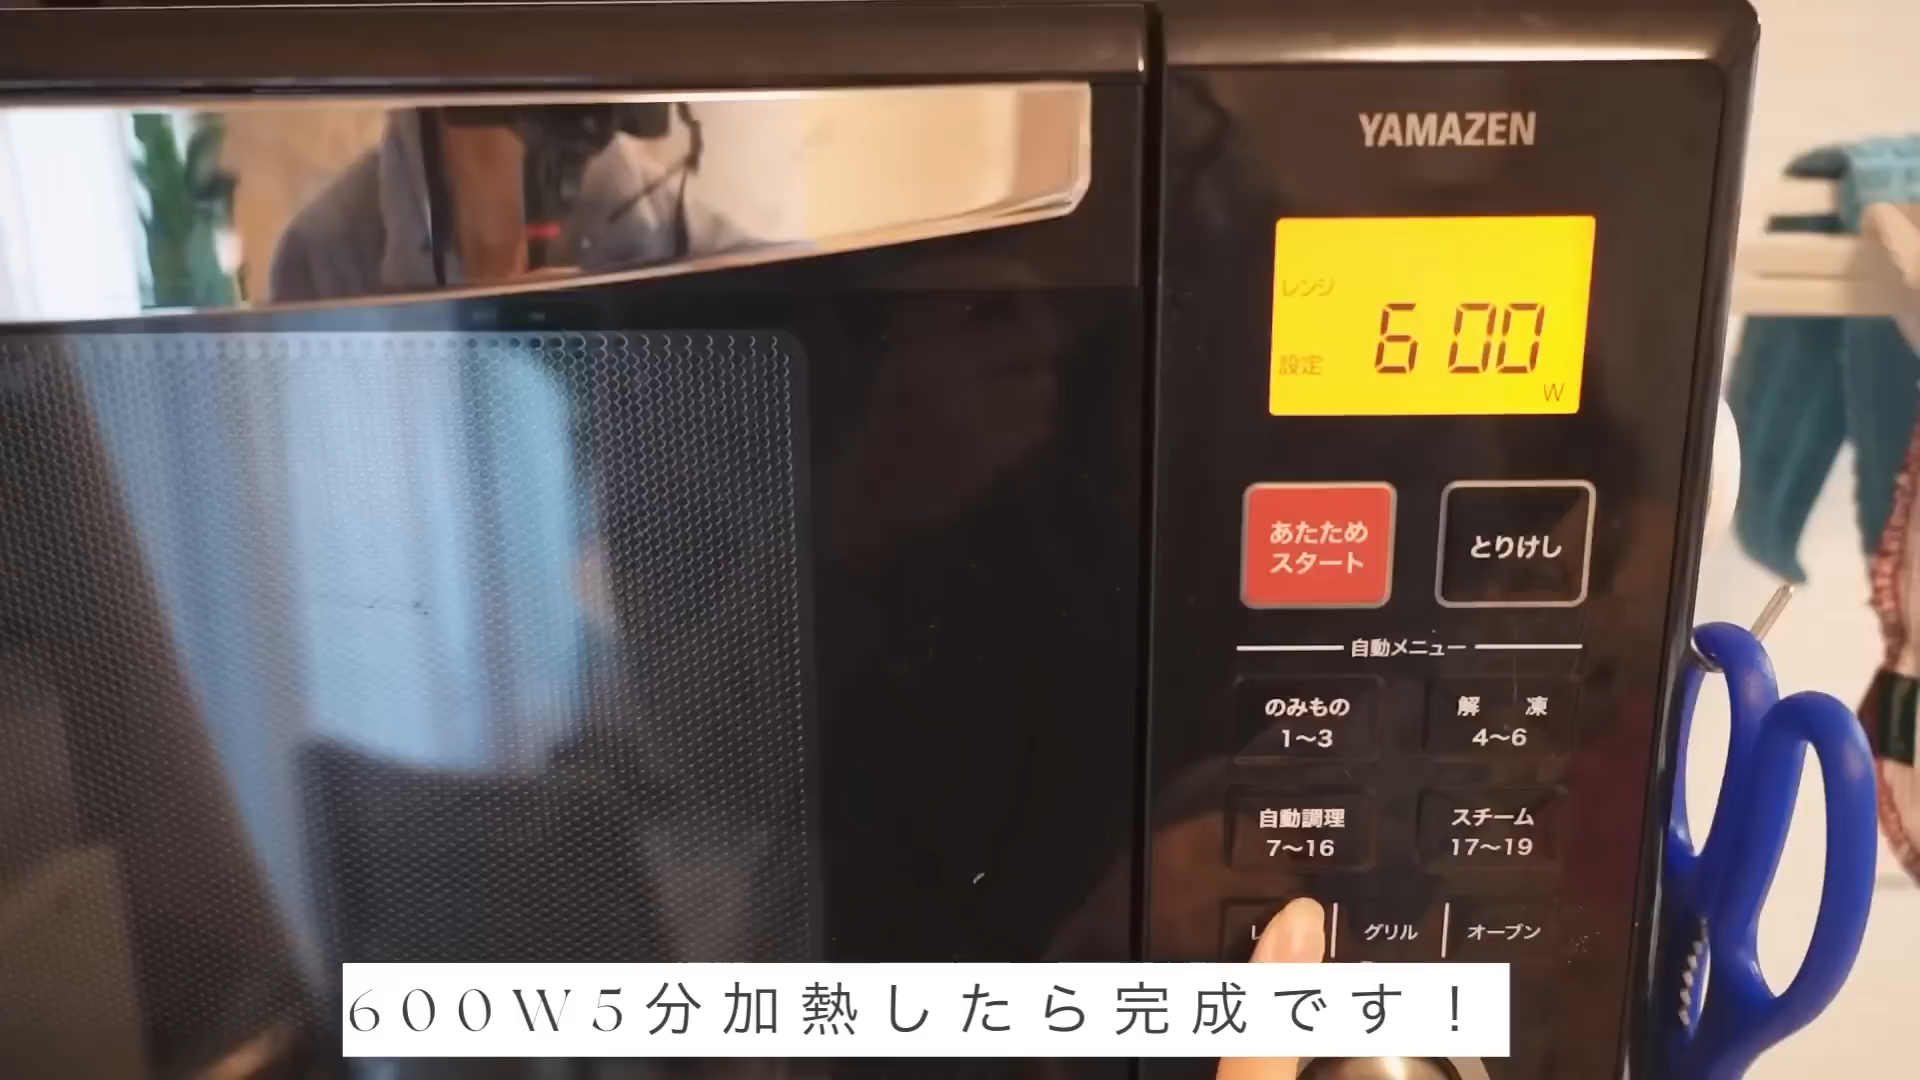 YAMAZEN
レンジ
600
設定
W
あたため
スタート
とりけし
自動メニュー
のみもの
1〜3
解 凍
4〜6
自動調理
7〜16
スチーム
17〜19
グリル
オーブン
600W5分加熱したら完成です！